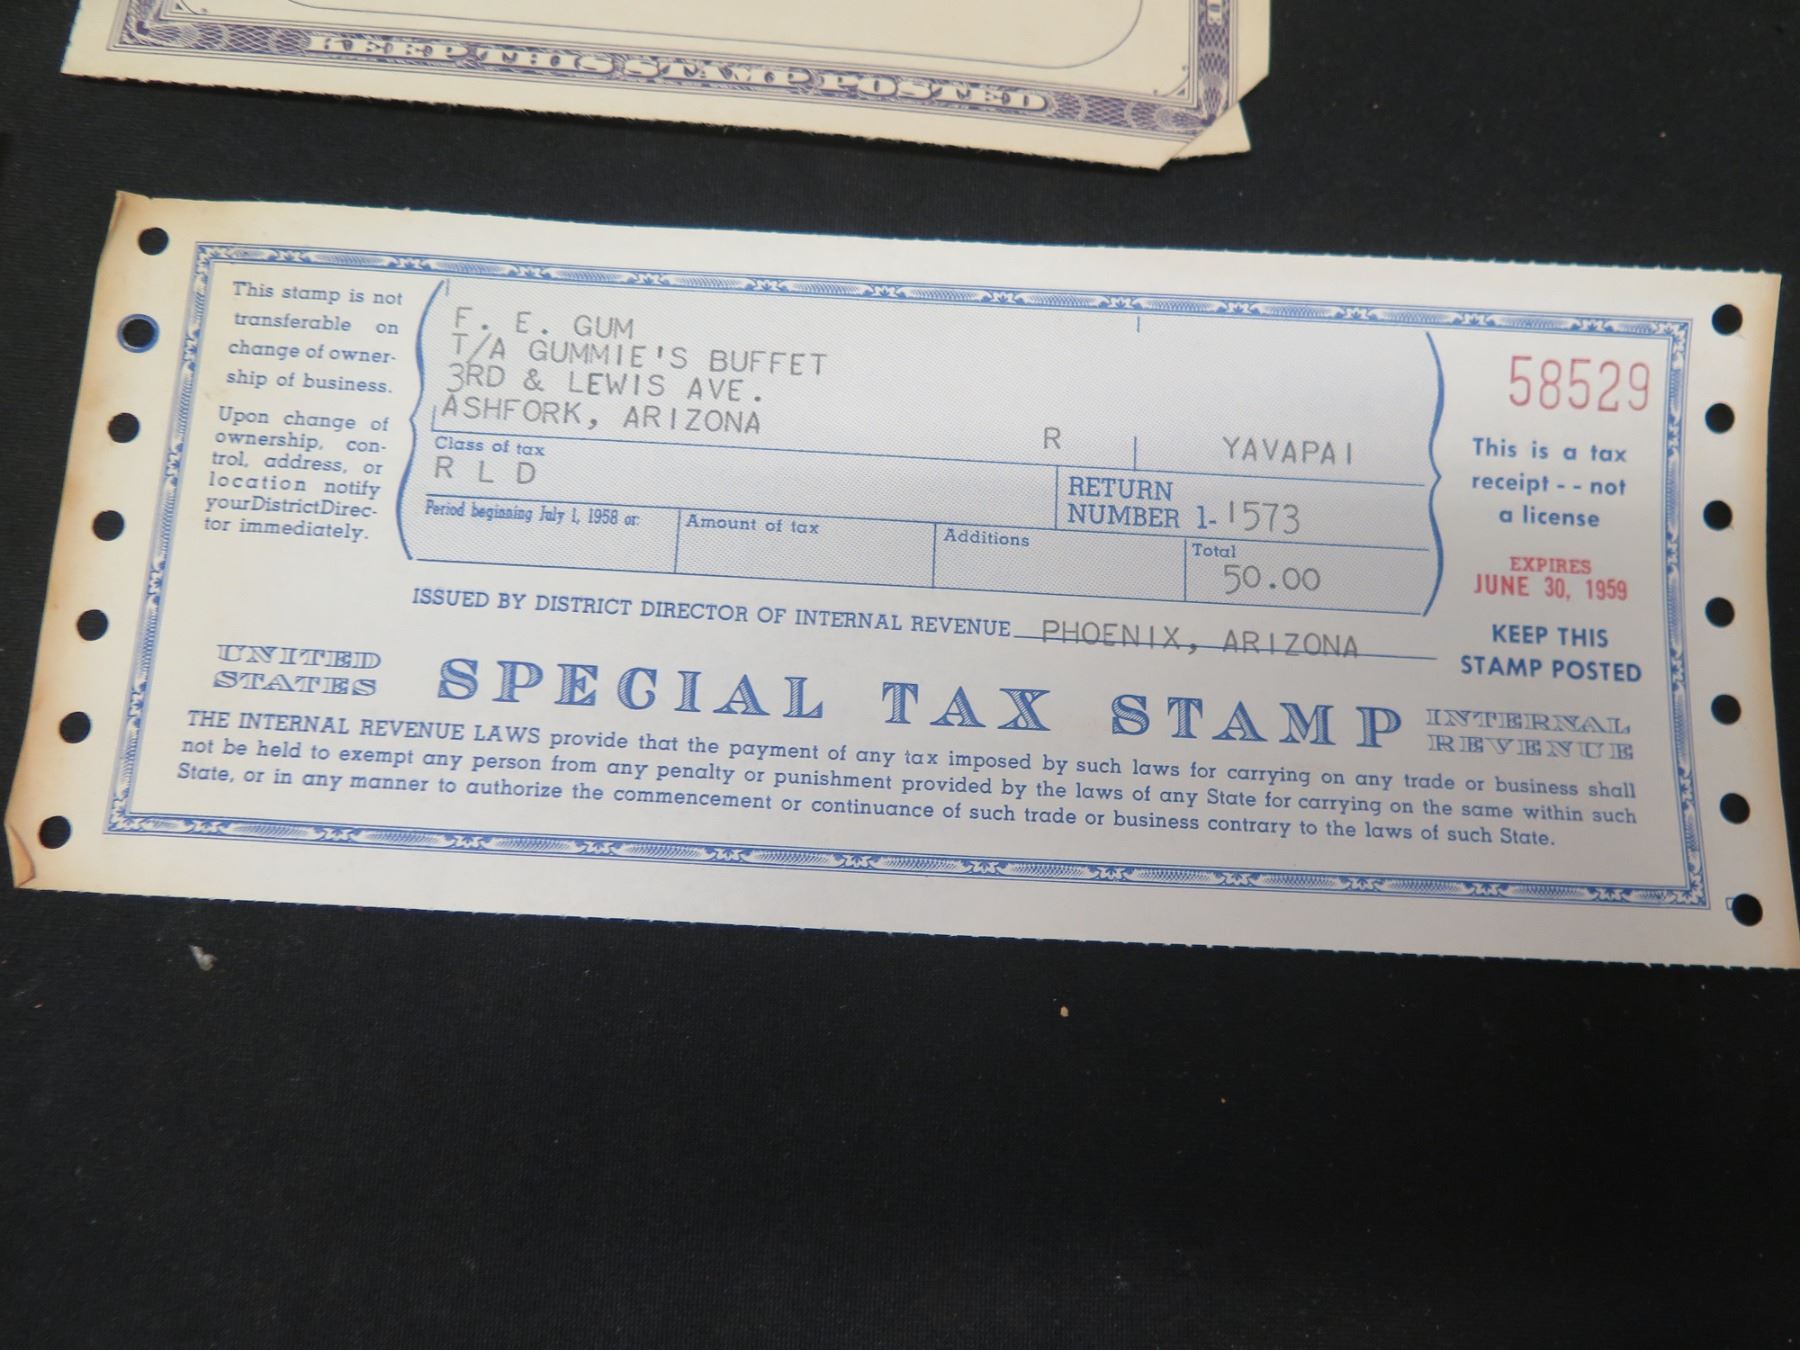 KEEP THIS STAMP POSTED
This stamp is not
transferable on
change of owner-
ship of business.
Upon change of
ownership, con-
trol, address, or
location notify
yourDistrictDirec-
tor immediately.
F. E. GUM
T/A GUMMIE'S BUFFET
3RD & LEWIS AVE.
ASHFORK, ARIZONA
R YAVAPAI
Class of tax
R L D
RETURN
NUMBER 1-1573
Period beginning July 1, 1958 or:
Amount of tax
Additions
Total
50.00
58529
This is a tax
receipt - - not
a license
EXPIRES
JUNE 30, 1959
KEEP THIS
STAMP POSTED
ISSUED BY DISTRICT DIRECTOR OF INTERNAL REVENUE PHOENIX, ARIZONA
UNITED
STATES
SPECIAL TAX STAMP
INTERNAL
REVENUE
THE INTERNAL REVENUE LAWS provide that the payment of any tax imposed by such laws for carrying on any trade or business shall
not be held to exempt any person from any penalty or punishment provided by the laws of any State for carrying on the same within such
State, or in any manner to authorize the commencement or continuance of such trade or business contrary to the laws of such State.